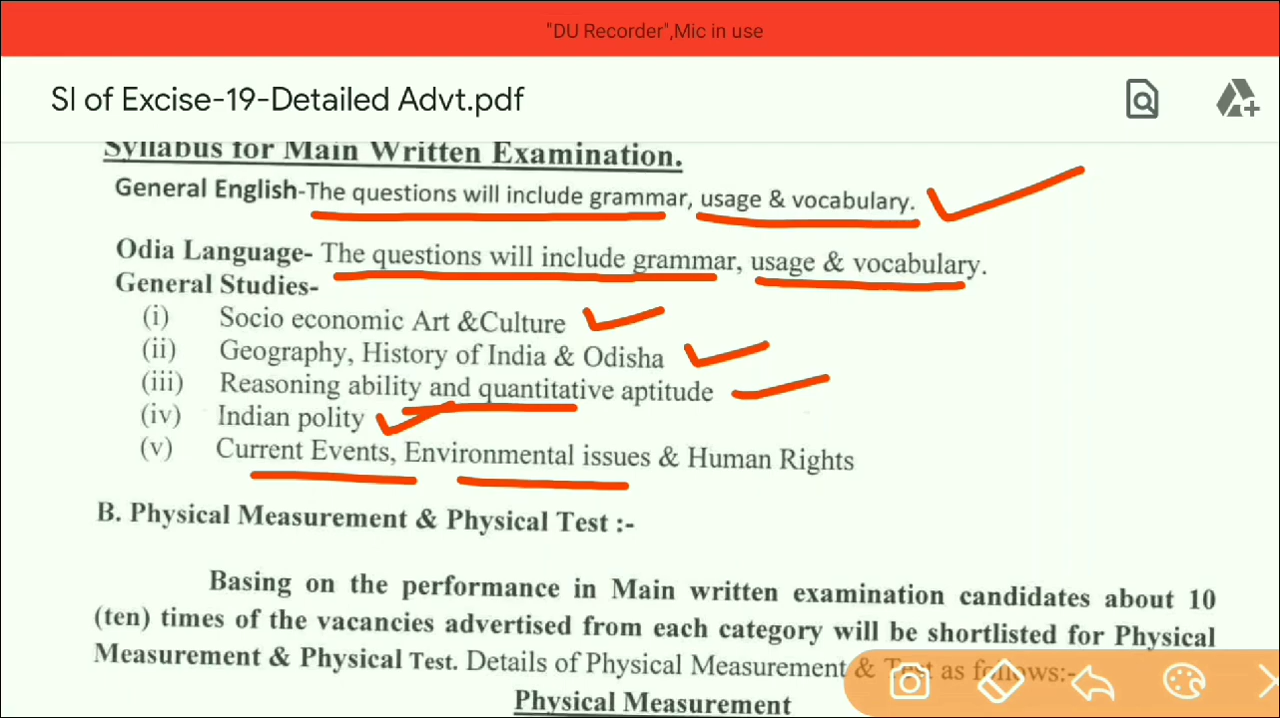 "DU Recorder",Mic in use
SI of Excise-19-Detailed Advt.pdf
Syllabus for Main Written Examination.
General English-The questions will include grammar, usage & vocabulary.
Odia Language- The questions will include grammar, usage & vocabulary.
General Studies-
(i) Socio economic Art &Culture
(ii) Geography, History of India & Odisha
(iii) Reasoning ability and quantitative aptitude
(iv) Indian polity
(v) Current Events, Environmental issues & Human Rights
B. Physical Measurement & Physical Test :-
Basing on the performance in Main written examination candidates about 10
(ten) times of the vacancies advertised from each category will be shortlisted for Physical
Measurement & Physical Test. Details of Physical Measurement & Test as follows:-
Physical Measurement